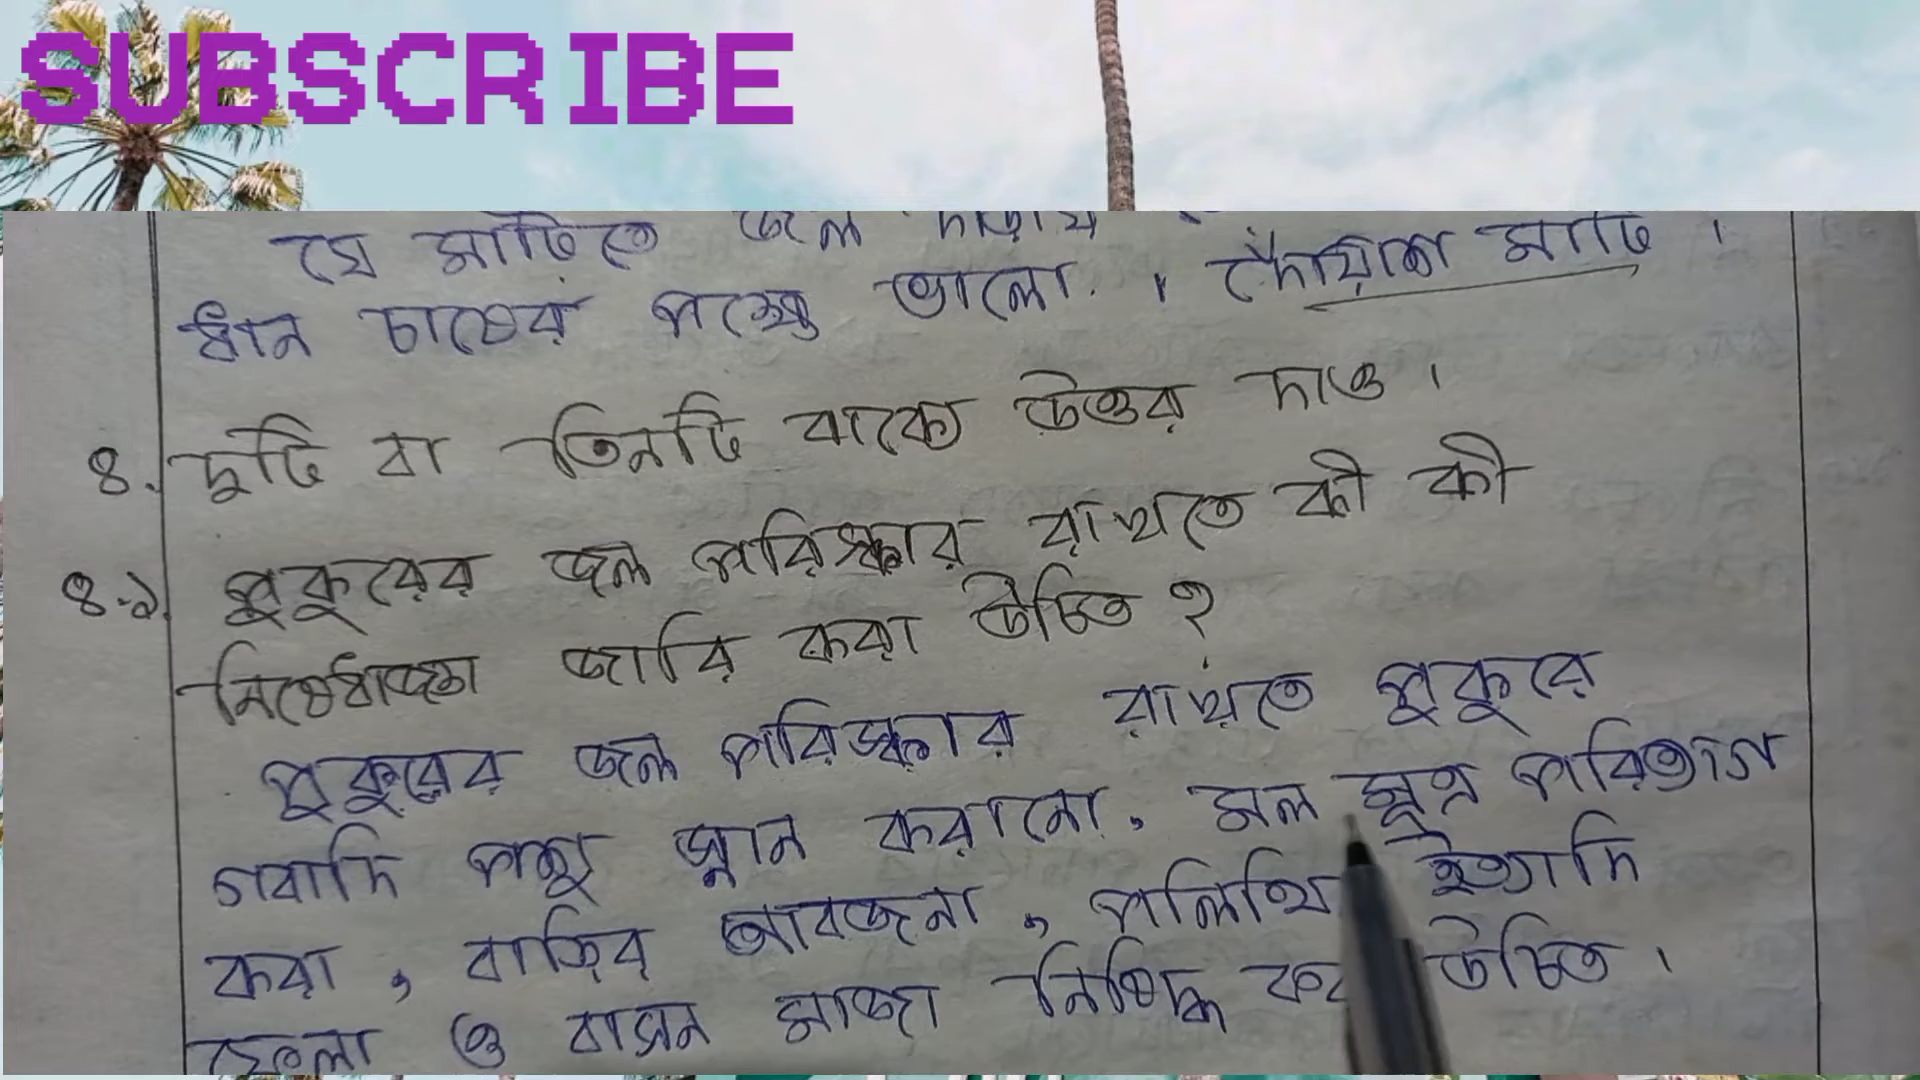 SUBSCRIBE
যে মাটিতে জল দাড়ায়
ধান চাষের পক্ষে ভালো । দোঁয়াশ মাটি ।
৪. দুটি বা তিনটি বাক্যে উত্তর দাও ।
৪.১. পুকুরের জল পরিস্কার রাখতে কী কী
নিষেধাজ্ঞা জারি করা উচিত ?
পুকুরের জল পরিস্কার রাখতে পুকুরে
গবাদি পশু স্নান করানো, মল মূত্র পরিত্যাগ
করা, বাড়ির আবর্জনা, পলিথি ইত্যাদি
ফেলা ও বাসন মাজা নিষিদ্ধ উচিত ।